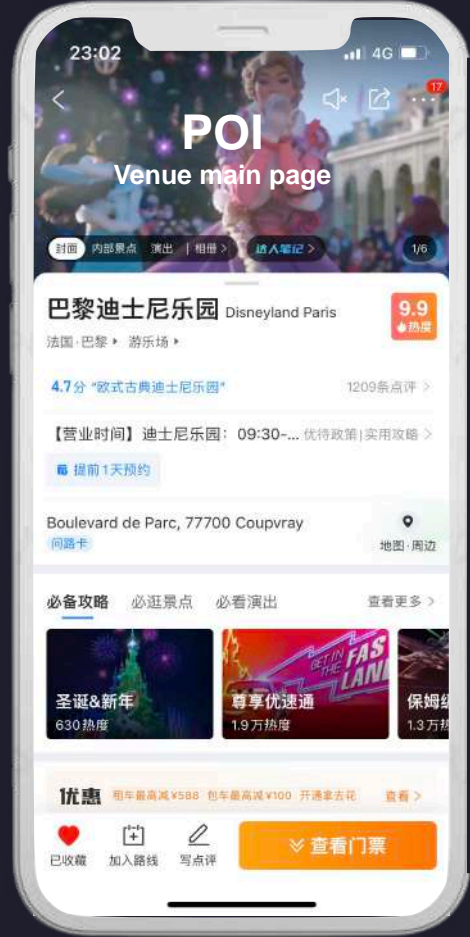 23:02
4G
17
POI
Venue main page
封面 内部景点 演出 | 相册 > 达人笔记 > 1/6
巴黎迪士尼乐园 Disneyland Paris
9.9
热度
法国·巴黎 游乐场
4.7分 “欧式古典迪士尼乐园” 1209条点评 >
【营业时间】迪士尼乐园：09:30-... 优待政策|实用攻略 >
提前1天预约
Boulevard de Parc, 77700 Coupvray
问路卡
地图·周边
必备攻略 必逛景点 必看演出 查看更多 >
GET IN THE FAS LAN
圣诞&新年 尊享优速通 保姆级
630热度 1.9万热度 1.3万热
优惠 租车最高减¥588 包车最高减¥100 开通拿去花 查看 >
已收藏 加入路线 写点评 查看门票